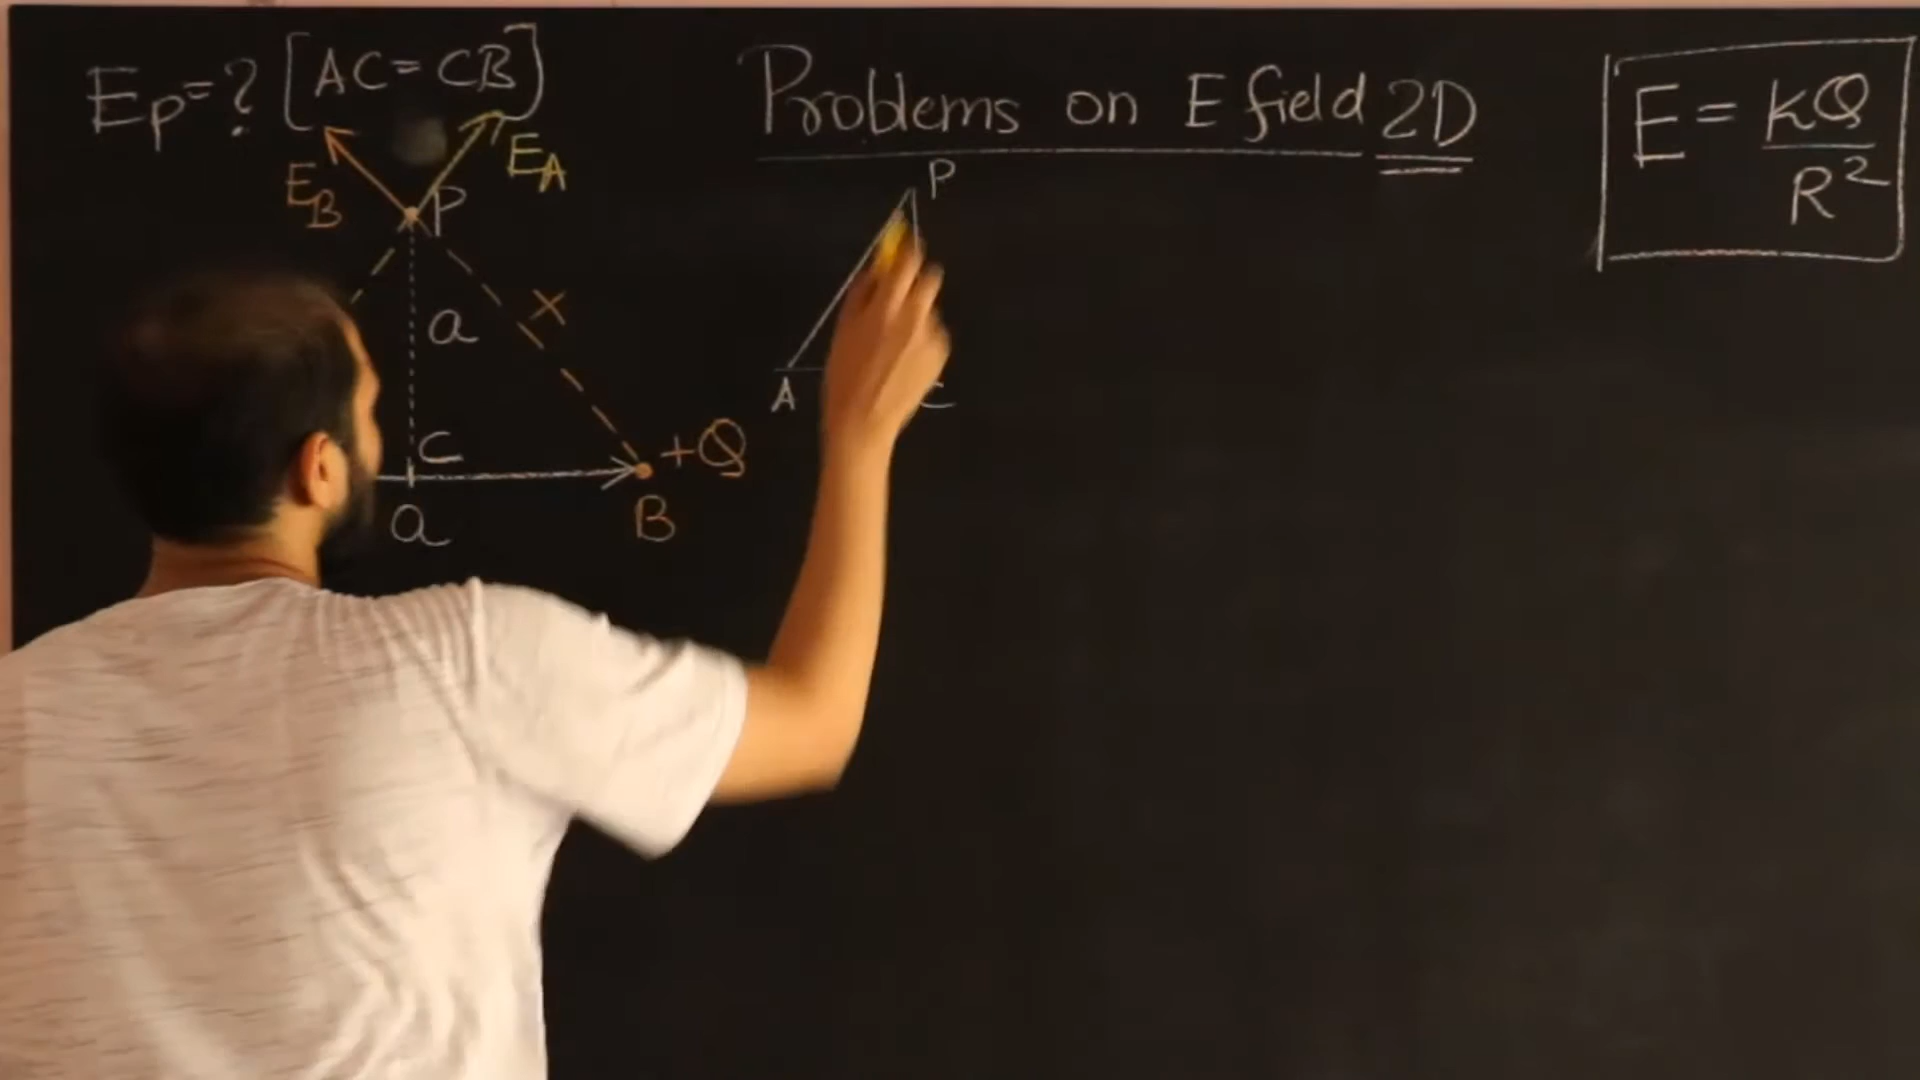 Ep=? [AC=CB]
Problems on E field 2D
E = kQ
R²
EB
EA
P
P
x
a
A
C
C
+Q
a
B